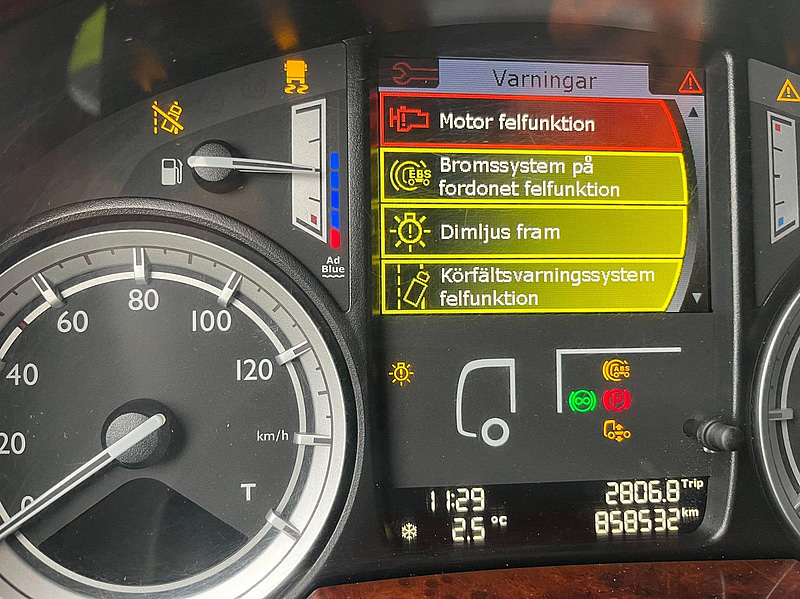 Varningar
Motor felfunktion
EBS
Bromssystem på
fordonet felfunktion
Dimljus fram
Körfältsvarningssystem
felfunktion
Ad
Blue
0
20
40
60
80
100
120
km/h
T
ABS
P
11:29
2.5 °C
2806.8 Trip
858532 km